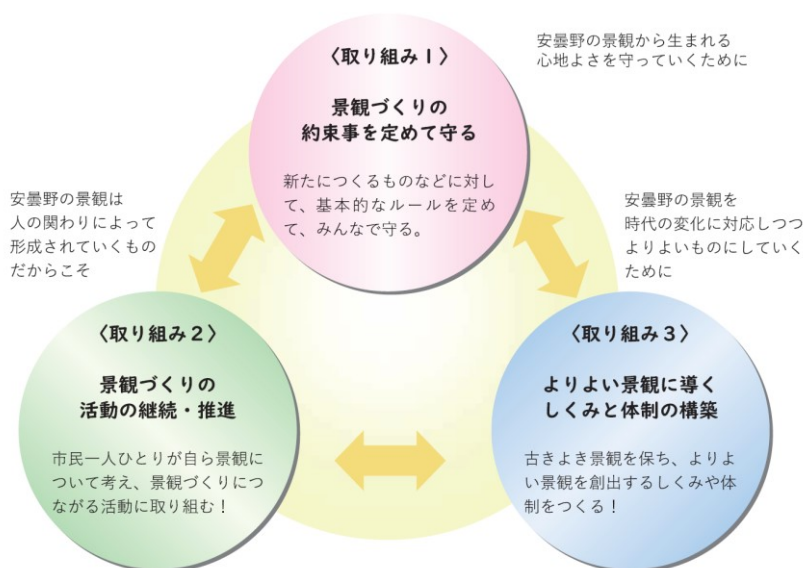 〈取り組み1〉
景観づくりの
約束事を定めて守る
新たにつくるものなどに対し
て、基本的なルールを定め
て、みんなで守る。
安曇野の景観から生まれる
心地よさを守っていくために
安曇野の景観は
人の関わりによって
形成されていくもの
だからこそ
安曇野の景観を
時代の変化に対応しつつ
よりよいものにしていく
ために
〈取り組み2〉
景観づくりの
活動の継続・推進
市民一人ひとりが自ら景観に
ついて考え、景観づくりにつ
ながる活動に取り組む！
〈取り組み3〉
よりよい景観に導く
しくみと体制の構築
古きよき景観を保ち、よりよ
い景観を創出するしくみや体
制をつくる！